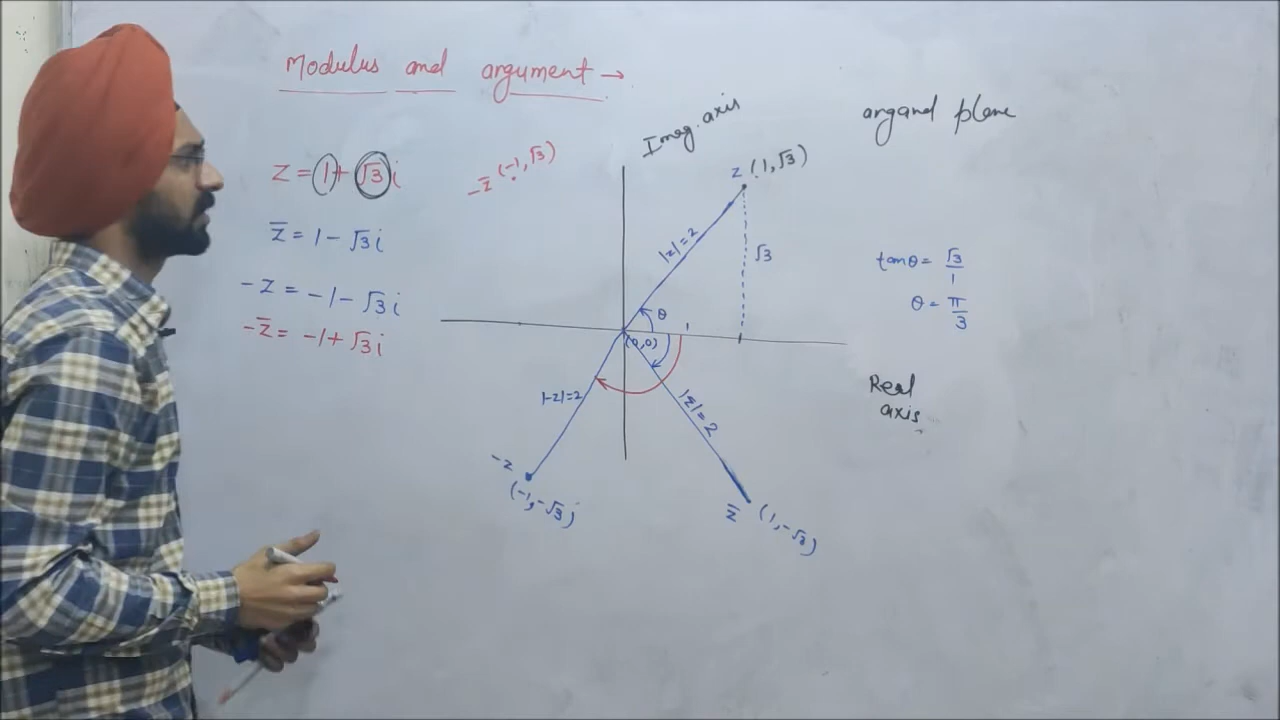 Modulus and argument →
Imag. axis
argand plane
z = 1 + √3 i
z̅ = 1 - √3 i
-z = -1 - √3 i
-z̅ = -1 + √3 i
-z̅ (-1, √3)
z (1, √3)
|z| = 2
√3
θ
1
(0,0)
tanθ = √3/1
θ = π/3
Real
axis
|-z| = 2
|z̅| = 2
-z
(-1, -√3)
z̅ (1, -√3)